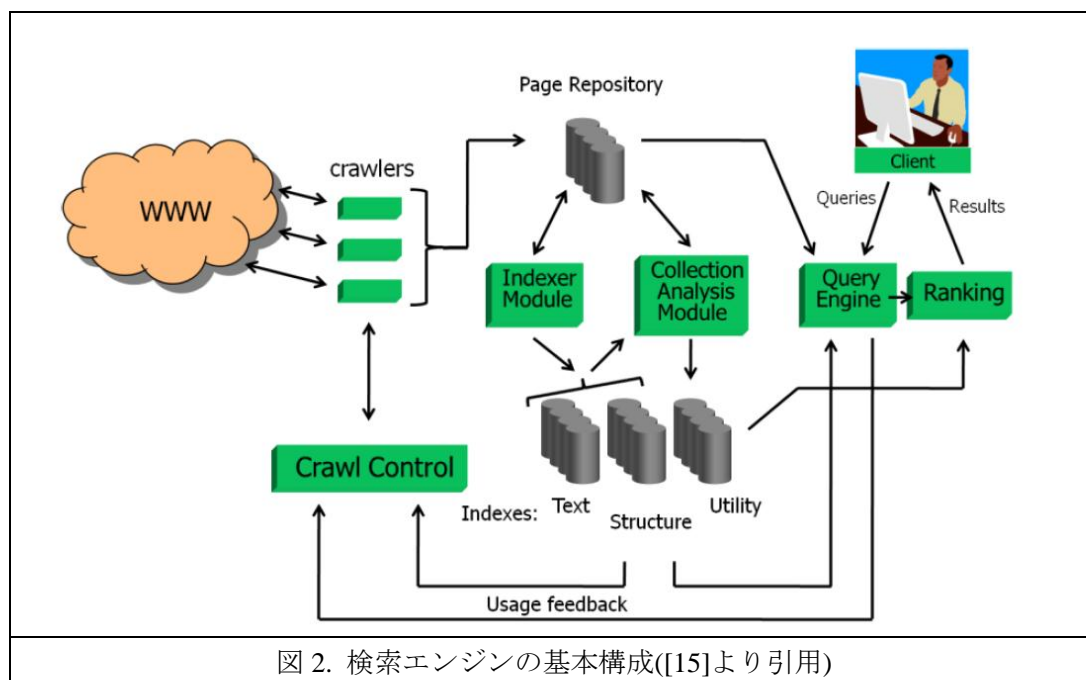 Page Repository
crawlers
WWW
Client
Queries
Results
Indexer
Module
Collection
Analysis
Module
Query
Engine
Ranking
Crawl Control
Indexes:
Text
Structure
Utility
Usage feedback
図 2. 検索エンジンの基本構成([15]より引用)